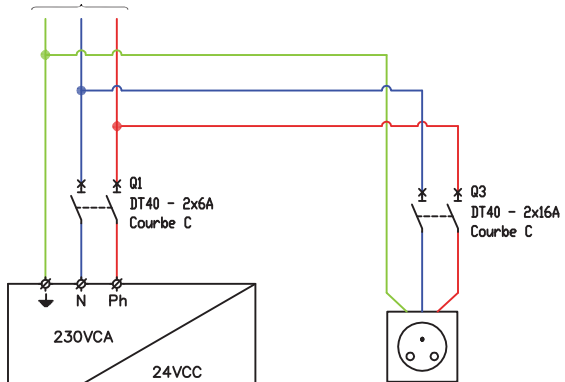 Q1
DT40 - 2x6A
Courbe C
Q3
DT40 - 2x16A
Courbe C
N
Ph
230VCA
24VCC